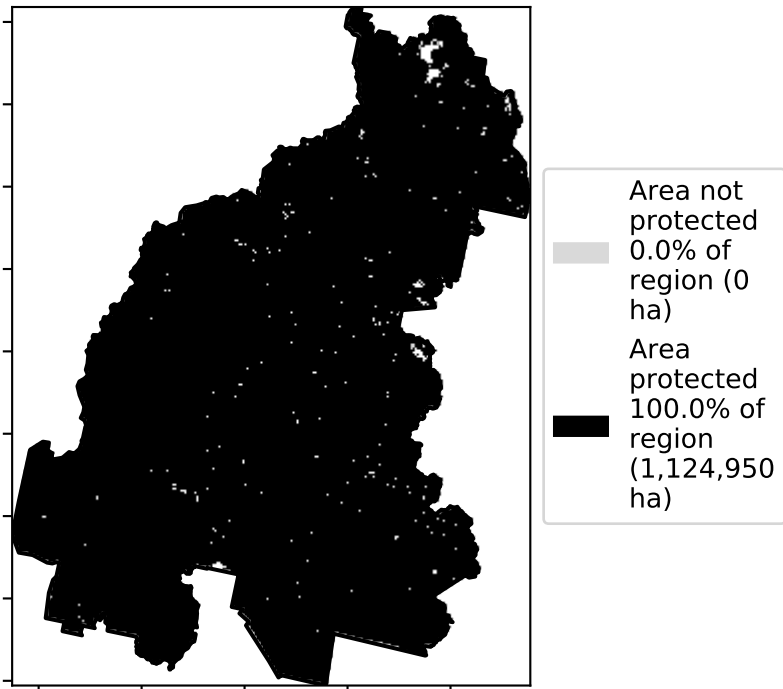 Area not
protected
0.0% of
region (0
ha)
Area
protected
100.0% of
region
(1,124,950
ha)